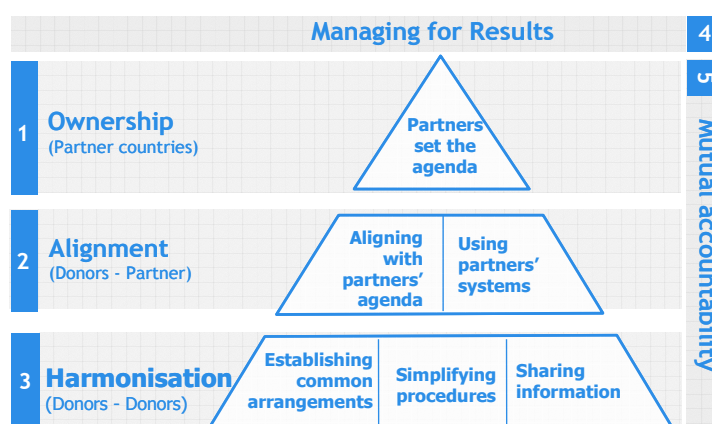 Managing for Results
4
1
Ownership
(Partner countries)
Partners
set the
agenda
2
Alignment
(Donors - Partner)
Aligning
with
partners’
agenda
Using
partners’
systems
3
Harmonisation
(Donors - Donors)
Establishing
common
arrangements
Simplifying
procedures
Sharing
information
5
Mutual accountability